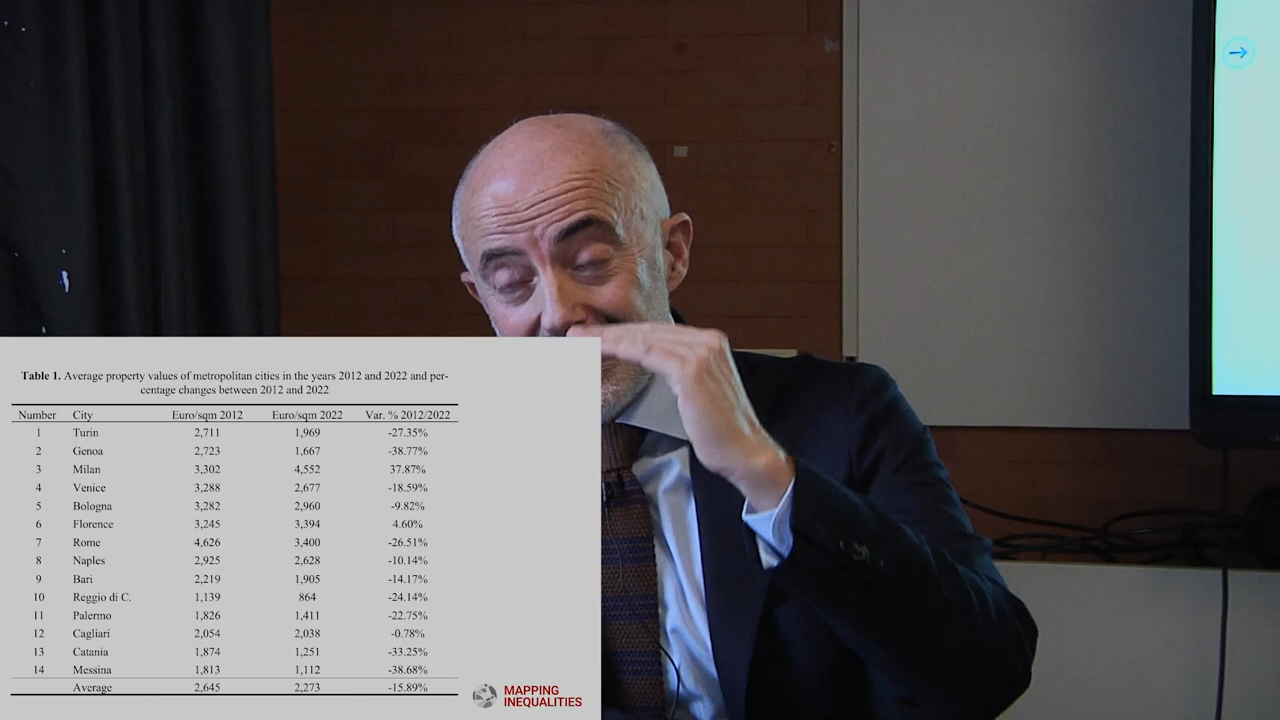 Table 1. Average property values of metropolitan cities in the years 2012 and 2022 and per-
centage changes between 2012 and 2022
Number City Euro/sqm 2012 Euro/sqm 2022 Var. % 2012/2022
1 Turin 2,711 1,969 -27.35%
2 Genoa 2,723 1,667 -38.77%
3 Milan 3,302 4,552 37.87%
4 Venice 3,288 2,677 -18.59%
5 Bologna 3,282 2,960 -9.82%
6 Florence 3,245 3,394 4.60%
7 Rome 4,626 3,400 -26.51%
8 Naples 2,925 2,628 -10.14%
9 Bari 2,219 1,905 -14.17%
10 Reggio di C. 1,139 864 -24.14%
11 Palermo 1,826 1,411 -22.75%
12 Cagliari 2,054 2,038 -0.78%
13 Catania 1,874 1,251 -33.25%
14 Messina 1,813 1,112 -38.68%
Average 2,645 2,273 -15.89%
MAPPING
INEQUALITIES